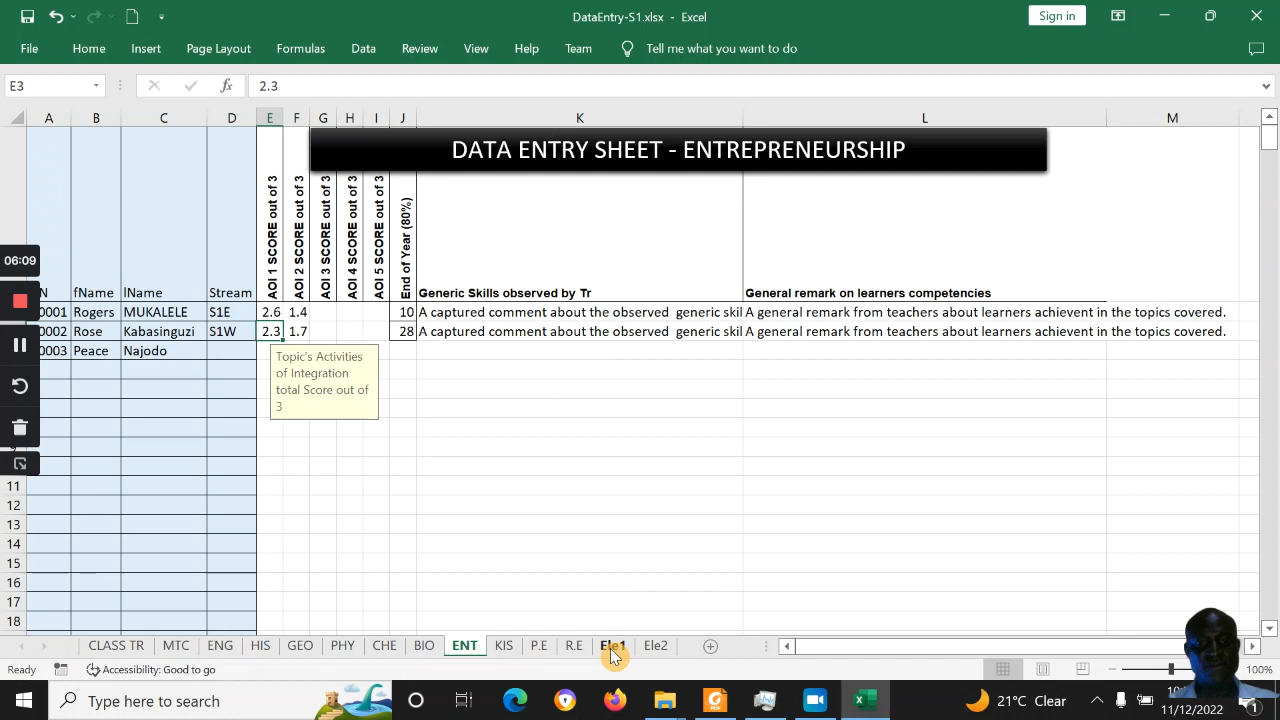 DataEntry-S1.xlsx - Excel
Sign in
File Home Insert Page Layout Formulas Data Review View Help Team Tell me what you want to do
E3 fx 2.3
A B C D E F G H I J K L M
DATA ENTRY SHEET - ENTREPRENEURSHIP
N fName lName Stream AOI 1 SCORE out of 3 AOI 2 SCORE out of 3 AOI 3 SCORE out of 3 AOI 4 SCORE out of 3 AOI 5 SCORE out of 3 End of Year (80%) Generic Skills observed by Tr General remark on learners competencies
06:09
0001 Rogers MUKALELE S1E 2.6 1.4 10 A captured comment about the observed generic skil A general remark from teachers about learners achievent in the topics covered.
0002 Rose Kabasinguzi S1W 2.3 1.7 28 A captured comment about the observed generic skil A general remark from teachers about learners achievent in the topics covered.
0003 Peace Najodo
Topic's Activities
of Integration
total Score out of
3
11
12
13
14
15
16
17
18
CLASS TR MTC ENG HIS GEO PHY CHE BIO ENT KIS P.E R.E Ele1 Ele2
Ready Accessibility: Good to go 100%
Type here to search 21°C Clear
11/12/2022